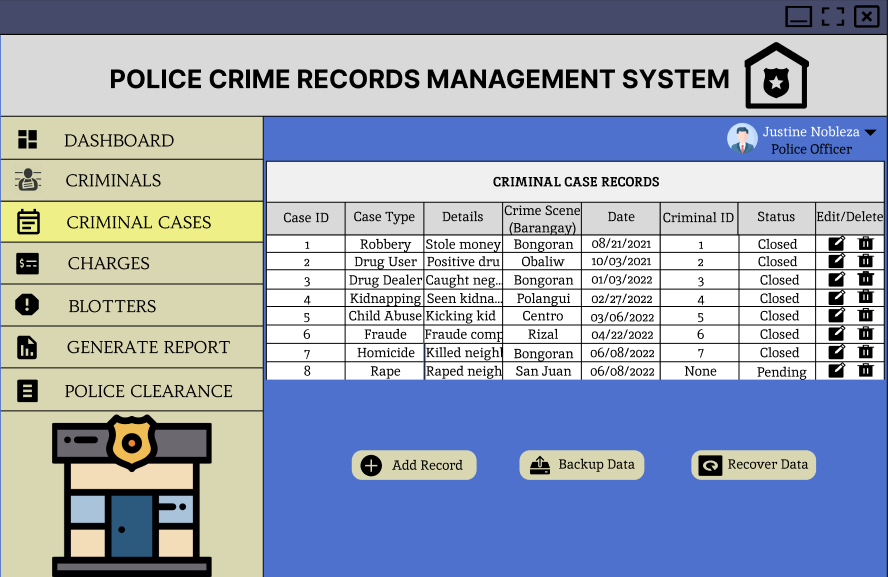 POLICE CRIME RECORDS MANAGEMENT SYSTEM
DASHBOARD
CRIMINALS
CRIMINAL CASES
CHARGES
BLOTTERS
GENERATE REPORT
POLICE CLEARANCE
Justine Nobleza
Police Officer
CRIMINAL CASE RECORDS
Case ID Case Type Details Crime Scene (Barangay) Date Criminal ID Status Edit/Delete
1 Robbery Stole money Bongoran 08/21/2021 1 Closed
2 Drug User Positive dru Obaliw 10/03/2021 2 Closed
3 Drug Dealer Caught neg... Bongoran 01/03/2022 3 Closed
4 Kidnapping Seen kidna... Polangui 02/27/2022 4 Closed
5 Child Abuse Kicking kid Centro 03/06/2022 5 Closed
6 Fraude Fraude comp Rizal 04/22/2022 6 Closed
7 Homicide Killed neighb Bongoran 06/08/2022 7 Closed
8 Rape Raped neigh San Juan 06/08/2022 None Pending
Add Record
Backup Data
Recover Data